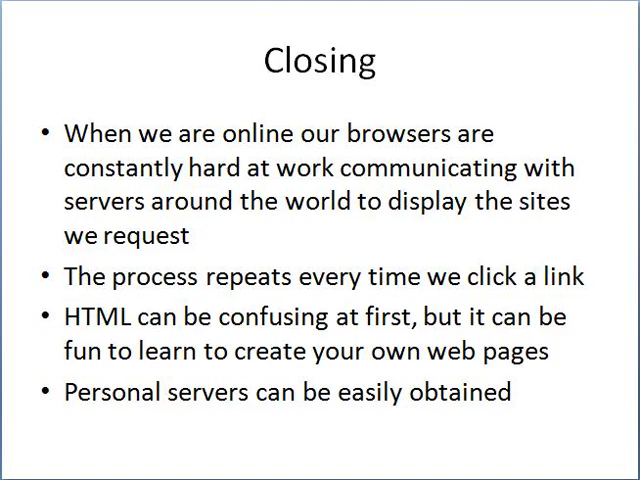 Closing
• When we are online our browsers are
constantly hard at work communicating with
servers around the world to display the sites
we request
• The process repeats every time we click a link
• HTML can be confusing at first, but it can be
fun to learn to create your own web pages
• Personal servers can be easily obtained